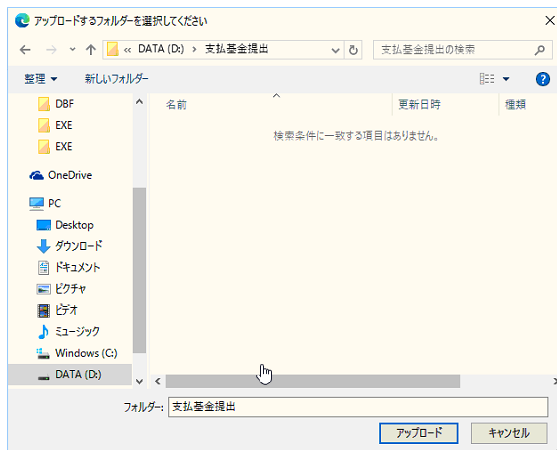 アップロードするフォルダーを選択してください
« DATA (D:) › 支払基金提出
支払基金提出の検索
整理 新しいフォルダー
名前 更新日時 種類
検索条件に一致する項目はありません。
DBF
EXE
EXE
OneDrive
PC
Desktop
ダウンロード
ドキュメント
ピクチャ
ビデオ
ミュージック
Windows (C:)
DATA (D:)
フォルダー: 支払基金提出
アップロード キャンセル